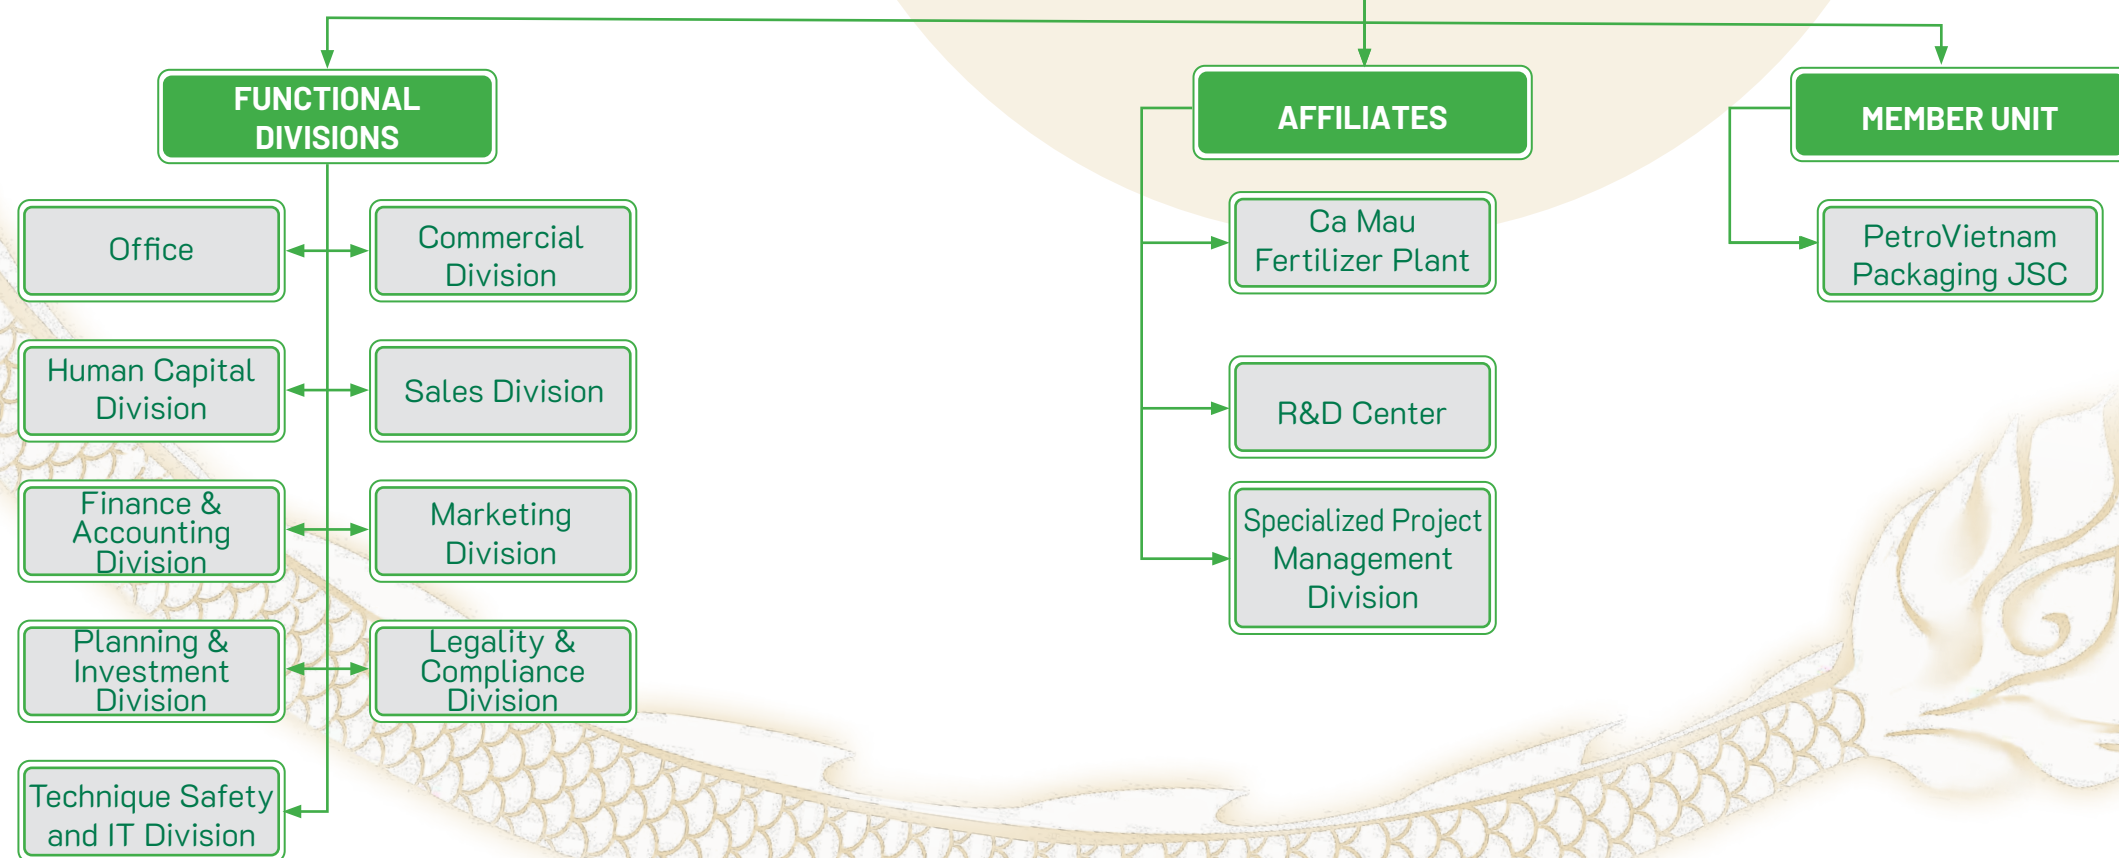 FUNCTIONAL
DIVISIONS
AFFILIATES
MEMBER UNIT
Office
Commercial
Division
Human Capital
Division
Sales Division
Finance &
Accounting
Division
Marketing
Division
Planning &
Investment
Division
Legality &
Compliance
Division
Technique Safety
and IT Division
Ca Mau
Fertilizer Plant
R&D Center
Specialized Project
Management
Division
PetroVietnam
Packaging JSC